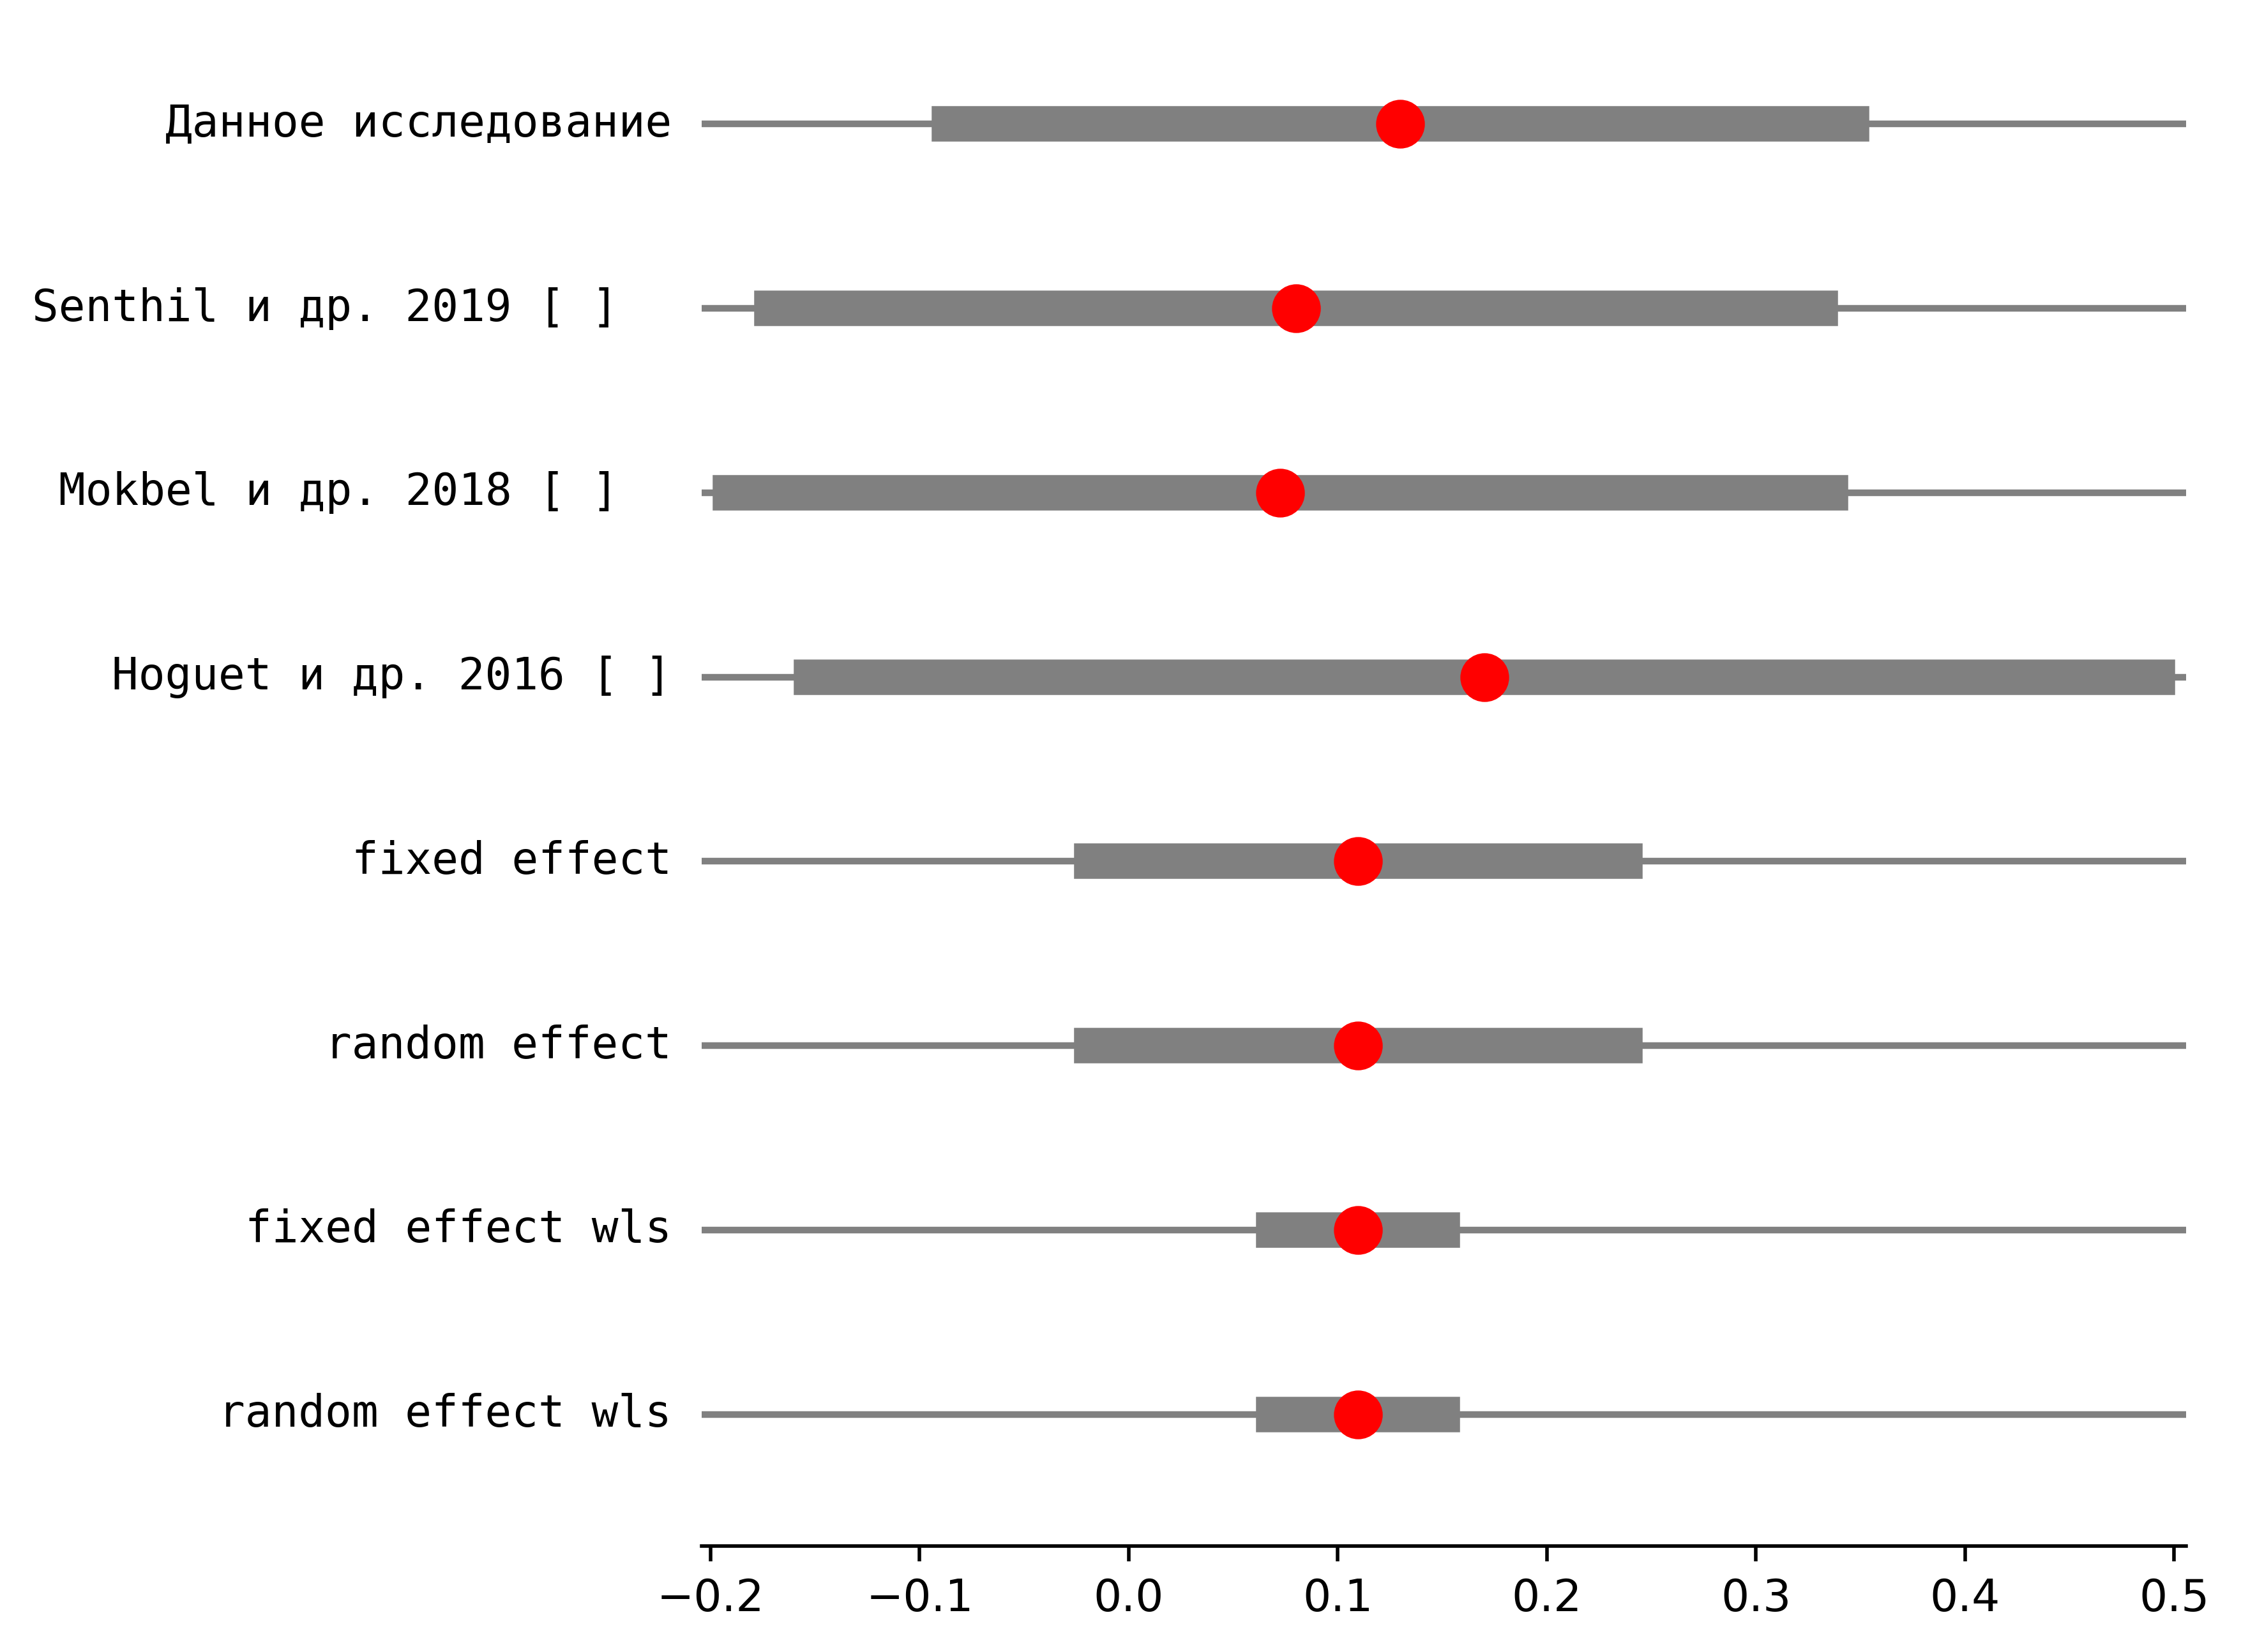 Данное исследование
Senthil и др. 2019 [ ]
Mokbel и др. 2018 [ ]
Hoguet и др. 2016 [ ]
fixed effect
random effect
fixed effect wls
random effect wls
−0.2 −0.1 0.0 0.1 0.2 0.3 0.4 0.5